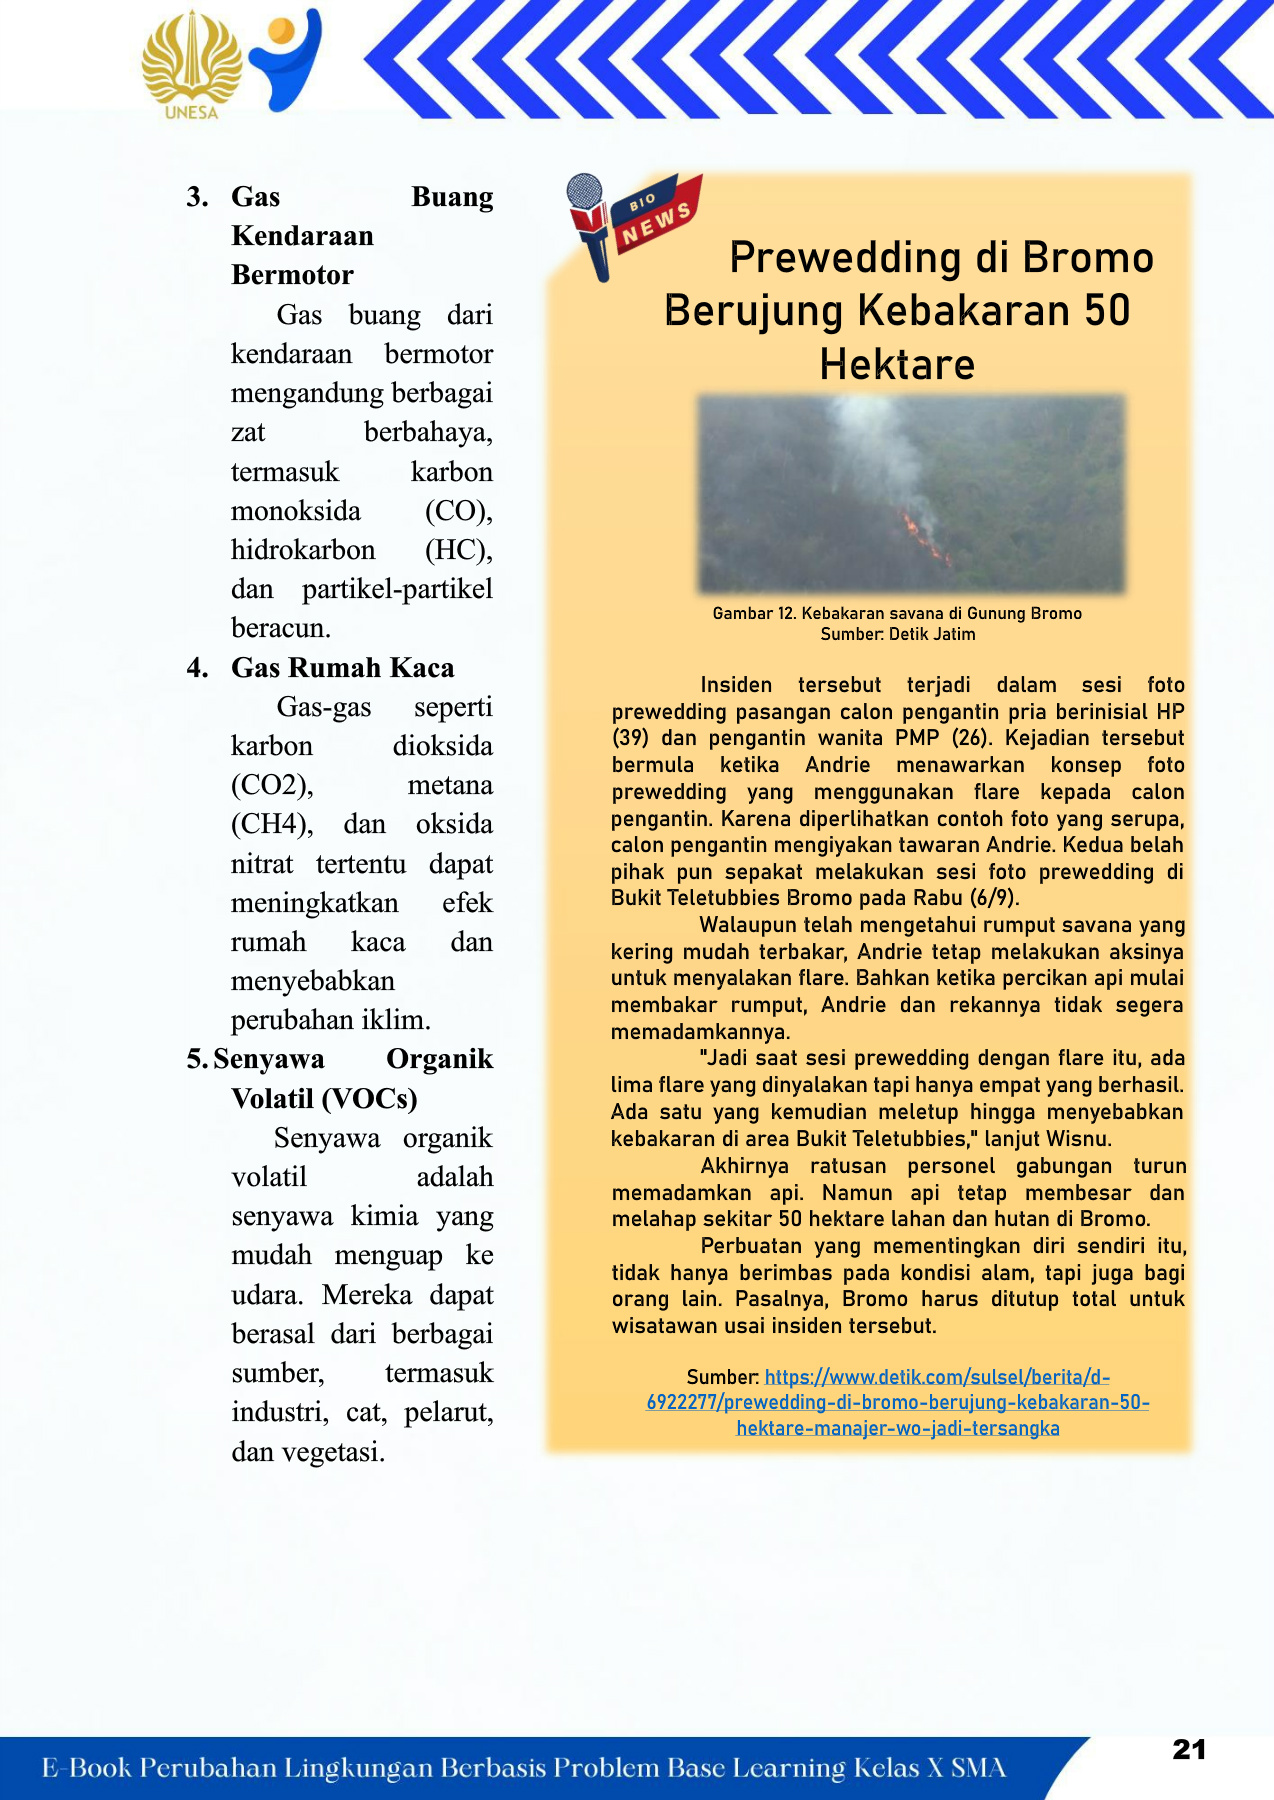 UNESA
3. Gas Buang
Kendaraan
Bermotor
Gas buang dari
kendaraan bermotor
mengandung berbagai
zat berbahaya,
termasuk karbon
monoksida (CO),
hidrokarbon (HC),
dan partikel-partikel
beracun.
4. Gas Rumah Kaca
Gas-gas seperti
karbon dioksida
(CO2), metana
(CH4), dan oksida
nitrat tertentu dapat
meningkatkan efek
rumah kaca dan
menyebabkan
perubahan iklim.
5. Senyawa Organik
Volatil (VOCs)
Senyawa organik
volatil adalah
senyawa kimia yang
mudah menguap ke
udara. Mereka dapat
berasal dari berbagai
sumber, termasuk
industri, cat, pelarut,
dan vegetasi.
BIO
NEWS
Prewedding di Bromo
Berujung Kebakaran 50
Hektare
Gambar 12. Kebakaran savana di Gunung Bromo
Sumber: Detik Jatim
Insiden tersebut terjadi dalam sesi foto
prewedding pasangan calon pengantin pria berinisial HP
(39) dan pengantin wanita PMP (26). Kejadian tersebut
bermula ketika Andrie menawarkan konsep foto
prewedding yang menggunakan flare kepada calon
pengantin. Karena diperlihatkan contoh foto yang serupa,
calon pengantin mengiyakan tawaran Andrie. Kedua belah
pihak pun sepakat melakukan sesi foto prewedding di
Bukit Teletubbies Bromo pada Rabu (6/9).
Walaupun telah mengetahui rumput savana yang
kering mudah terbakar, Andrie tetap melakukan aksinya
untuk menyalakan flare. Bahkan ketika percikan api mulai
membakar rumput, Andrie dan rekannya tidak segera
memadamkannya.
"Jadi saat sesi prewedding dengan flare itu, ada
lima flare yang dinyalakan tapi hanya empat yang berhasil.
Ada satu yang kemudian meletup hingga menyebabkan
kebakaran di area Bukit Teletubbies," lanjut Wisnu.
Akhirnya ratusan personel gabungan turun
memadamkan api. Namun api tetap membesar dan
melahap sekitar 50 hektare lahan dan hutan di Bromo.
Perbuatan yang mementingkan diri sendiri itu,
tidak hanya berimbas pada kondisi alam, tapi juga bagi
orang lain. Pasalnya, Bromo harus ditutup total untuk
wisatawan usai insiden tersebut.
Sumber: https://www.detik.com/sulsel/berita/d-
6922277/prewedding-di-bromo-berujung-kebakaran-50-
hektare-manajer-wo-jadi-tersangka
E-Book Perubahan Lingkungan Berbasis Problem Base Learning Kelas X SMA
21